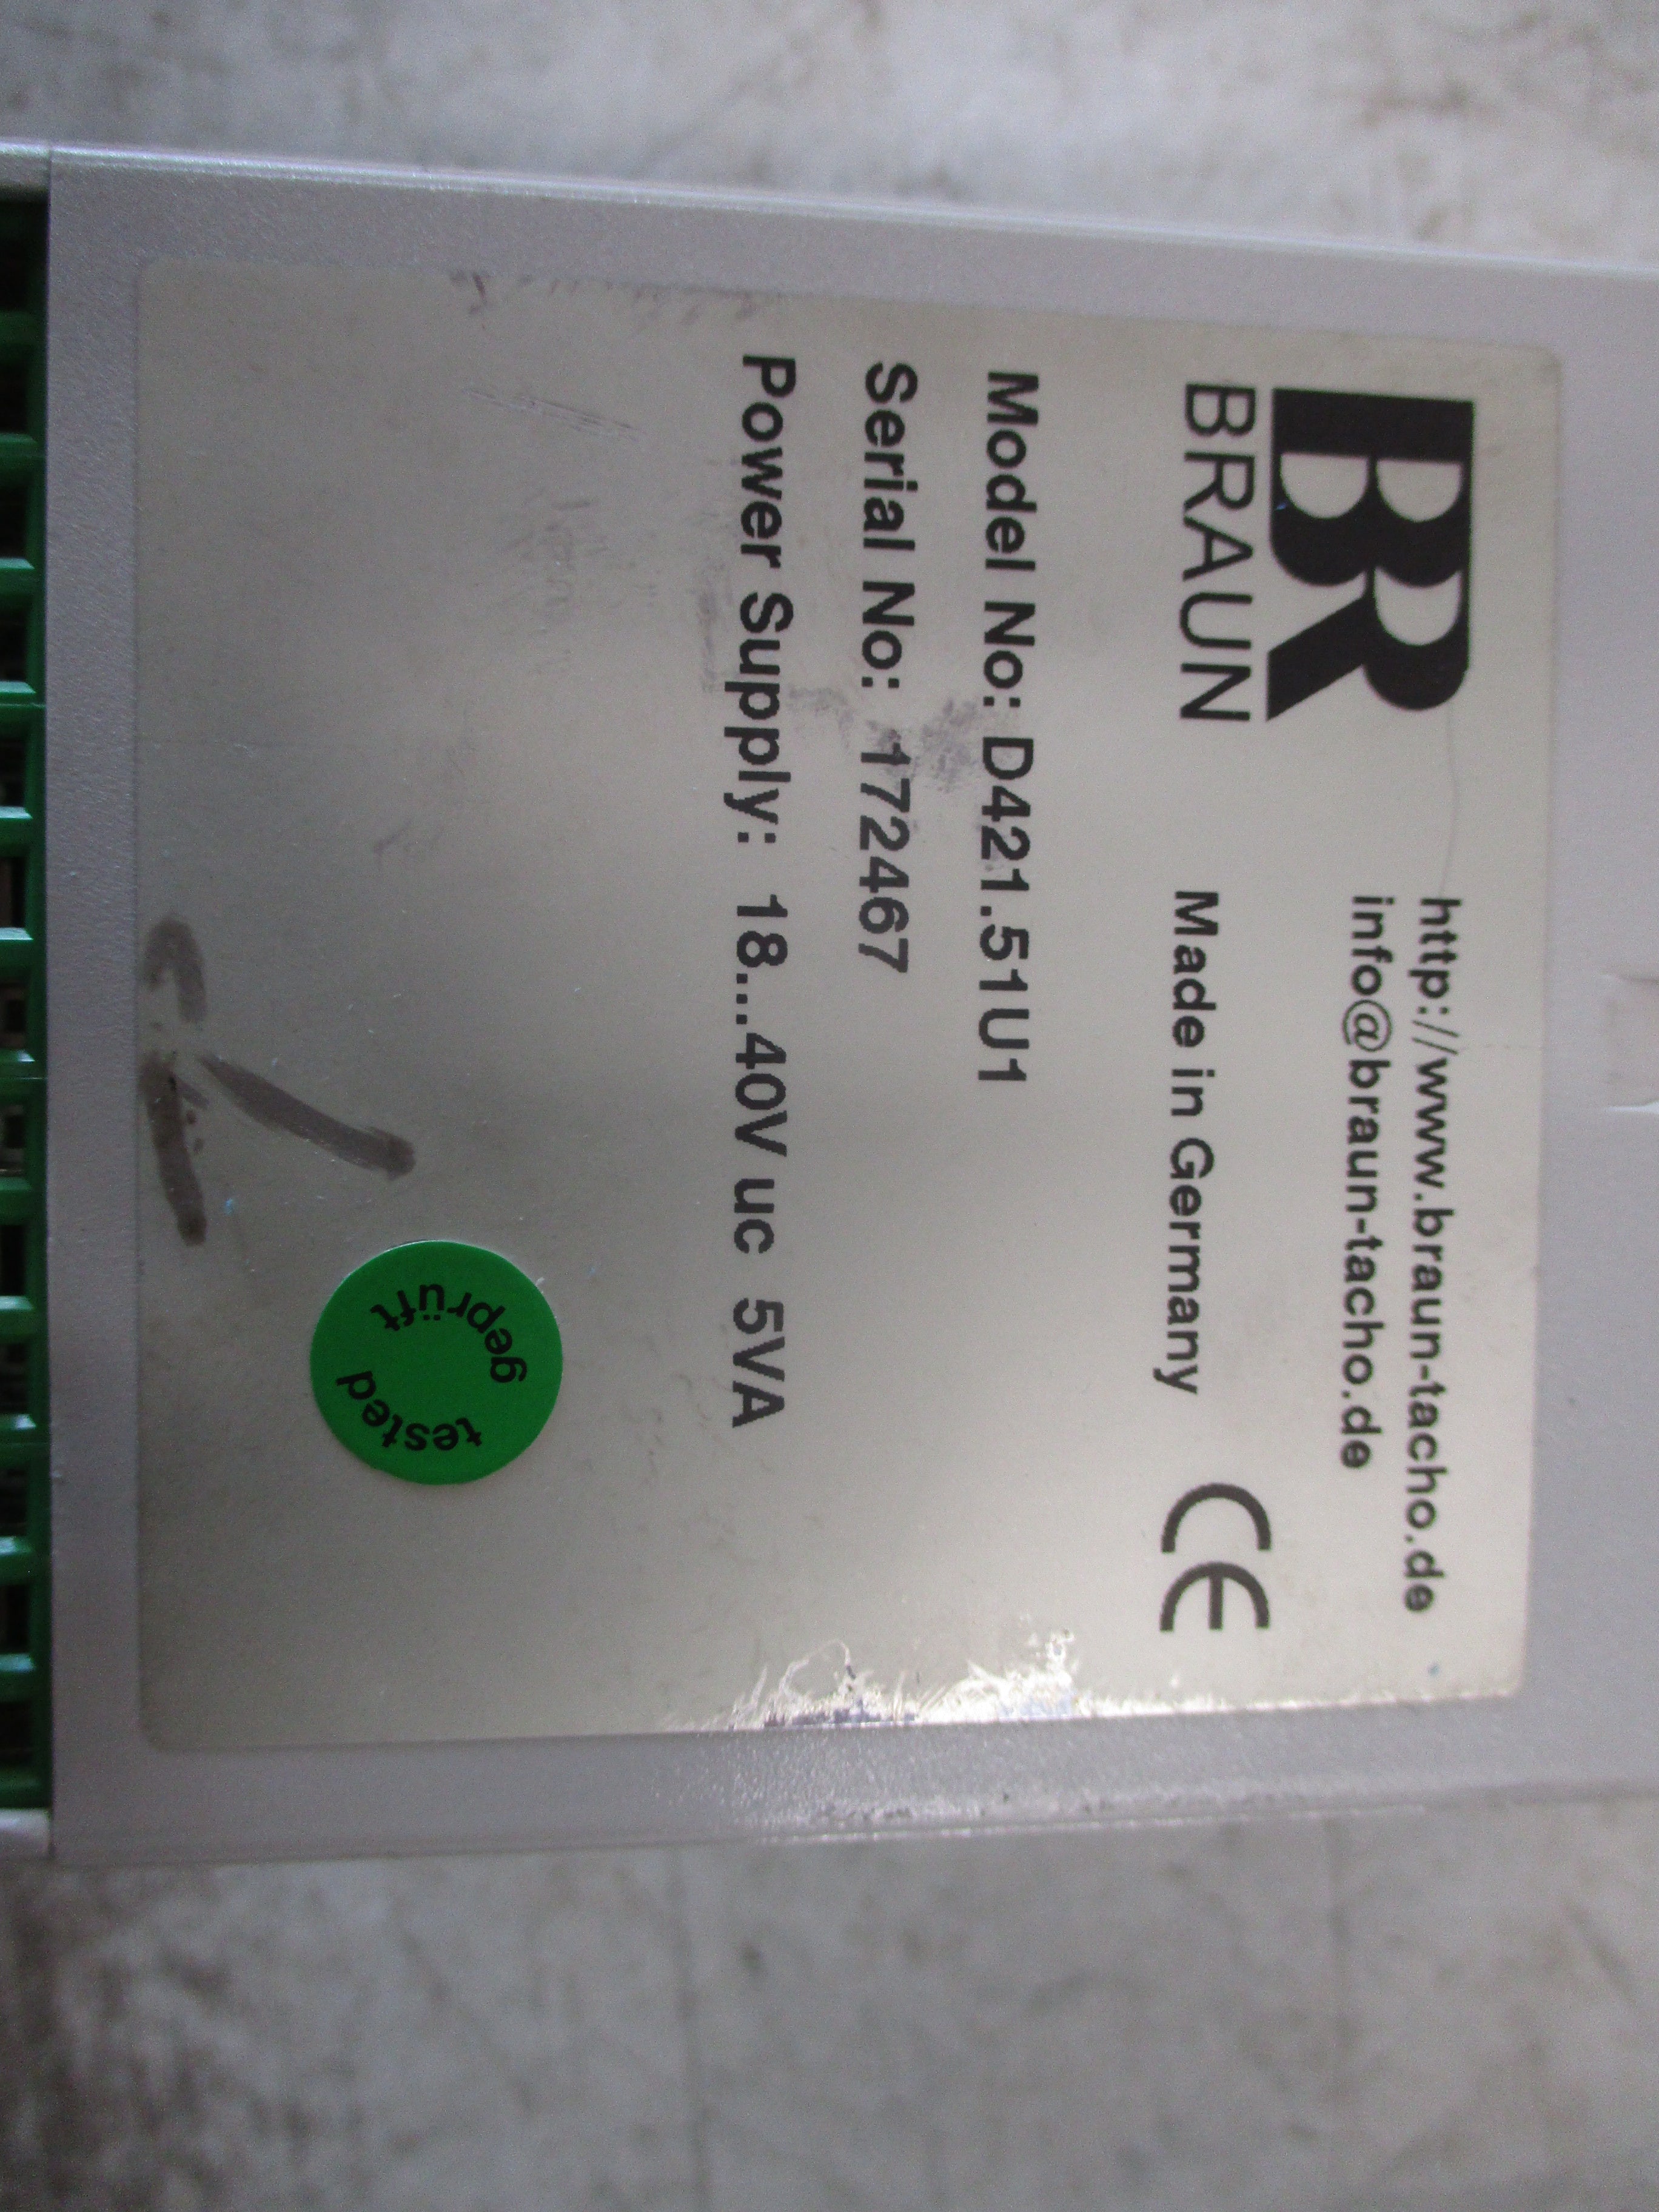 BR
BRAUN
http://www.braun-tacho.de
info@braun-tacho.de
Made in Germany
CE
Model No: D421.51U1
Serial No: 172467
Power Supply: 18...40V uc 5VA
geprüft
tested